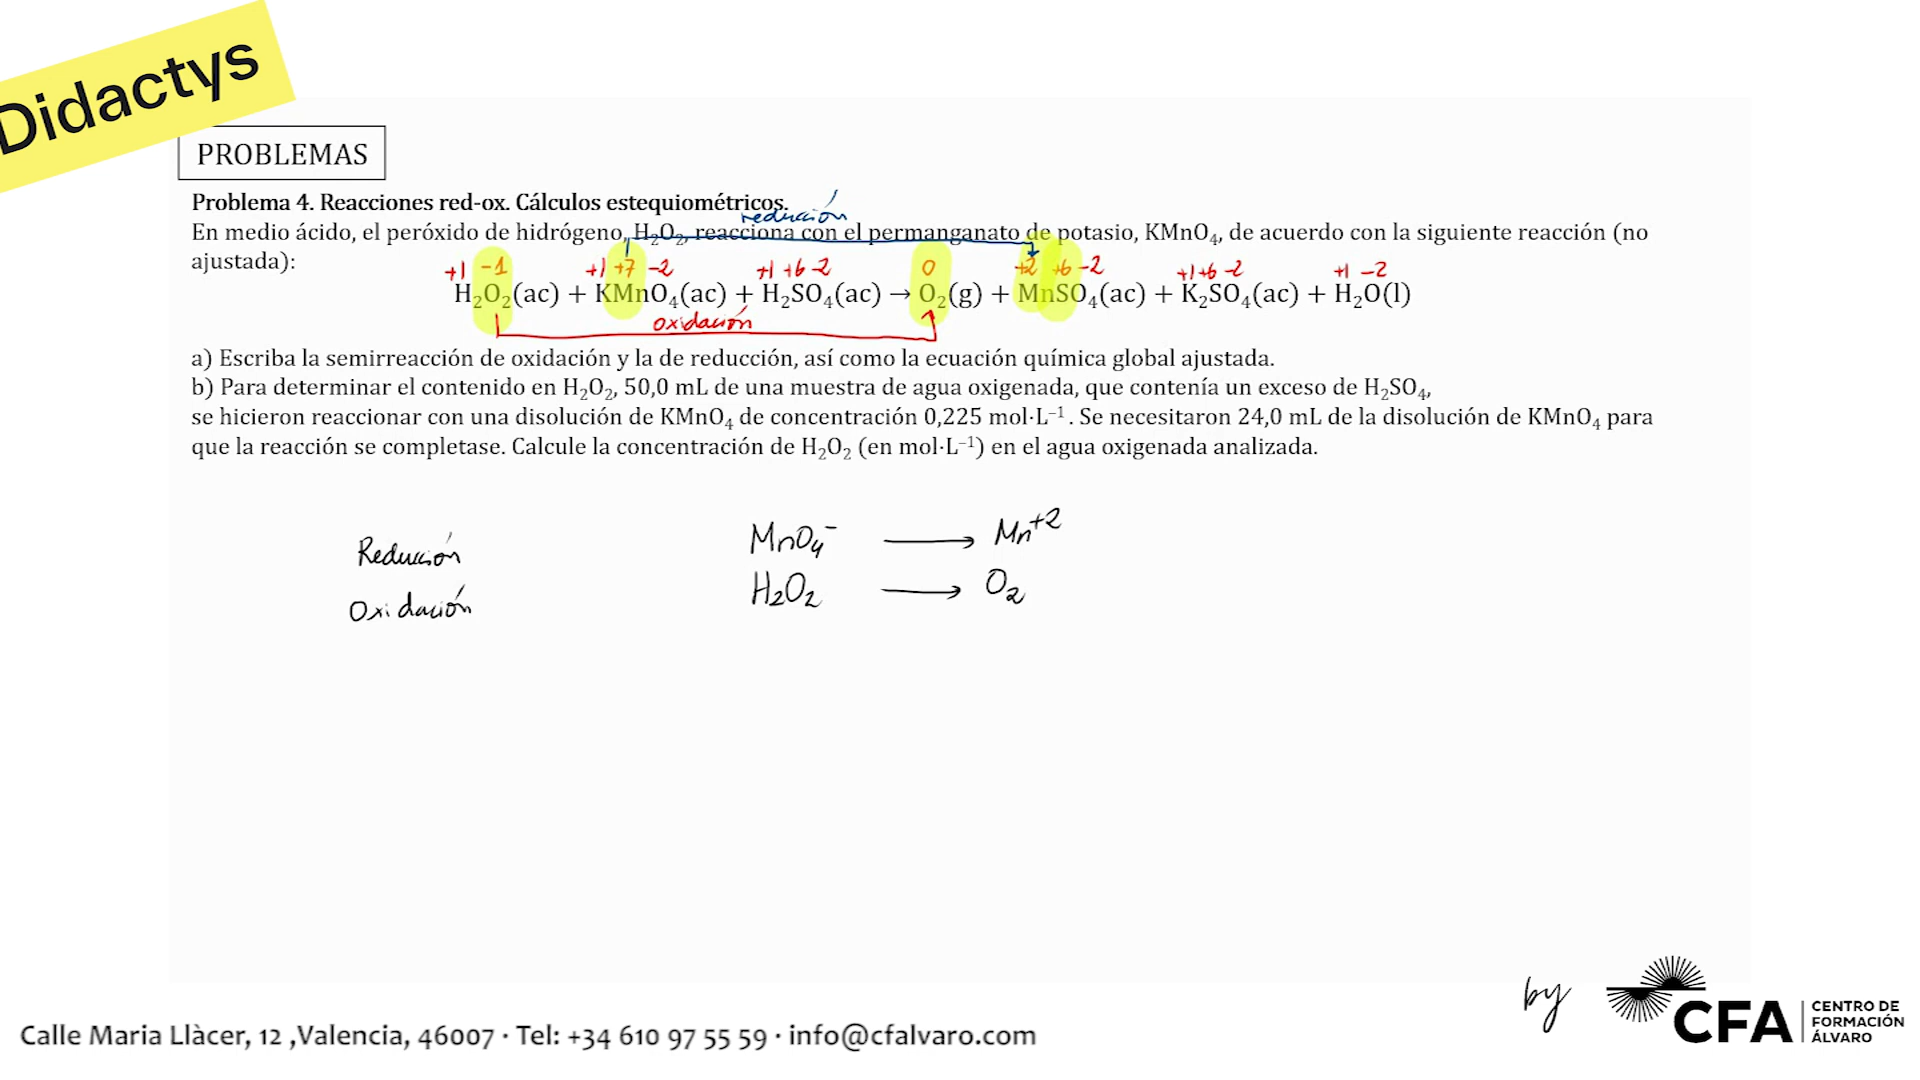 Didactys
PROBLEMAS
Problema 4. Reacciones red-ox. Cálculos estequiométricos.
reducción
En medio ácido, el peróxido de hidrógeno, H₂O₂, reacciona con el permanganato de potasio, KMnO₄, de acuerdo con la siguiente reacción (no
ajustada):
+1 -1 +1 +7 -2 +1 +6 -2 0 +2 +6 -2 +1 +6 -2 +1 -2
H₂O₂(ac) + KMnO₄(ac) + H₂SO₄(ac) → O₂(g) + MnSO₄(ac) + K₂SO₄(ac) + H₂O(l)
oxidación
a) Escriba la semirreacción de oxidación y la de reducción, así como la ecuación química global ajustada.
b) Para determinar el contenido en H₂O₂, 50,0 mL de una muestra de agua oxigenada, que contenía un exceso de H₂SO₄,
se hicieron reaccionar con una disolución de KMnO₄ de concentración 0,225 mol·L⁻¹. Se necesitaron 24,0 mL de la disolución de KMnO₄ para
que la reacción se completase. Calcule la concentración de H₂O₂ (en mol·L⁻¹) en el agua oxigenada analizada.
Reducción MnO₄⁻ → Mn⁺²
Oxidación H₂O₂ → O₂
by
CFA
CENTRO DE
FORMACIÓN
ÁLVARO
Calle Maria Llàcer, 12 ,Valencia, 46007 · Tel: +34 610 97 55 59 · info@cfalvaro.com